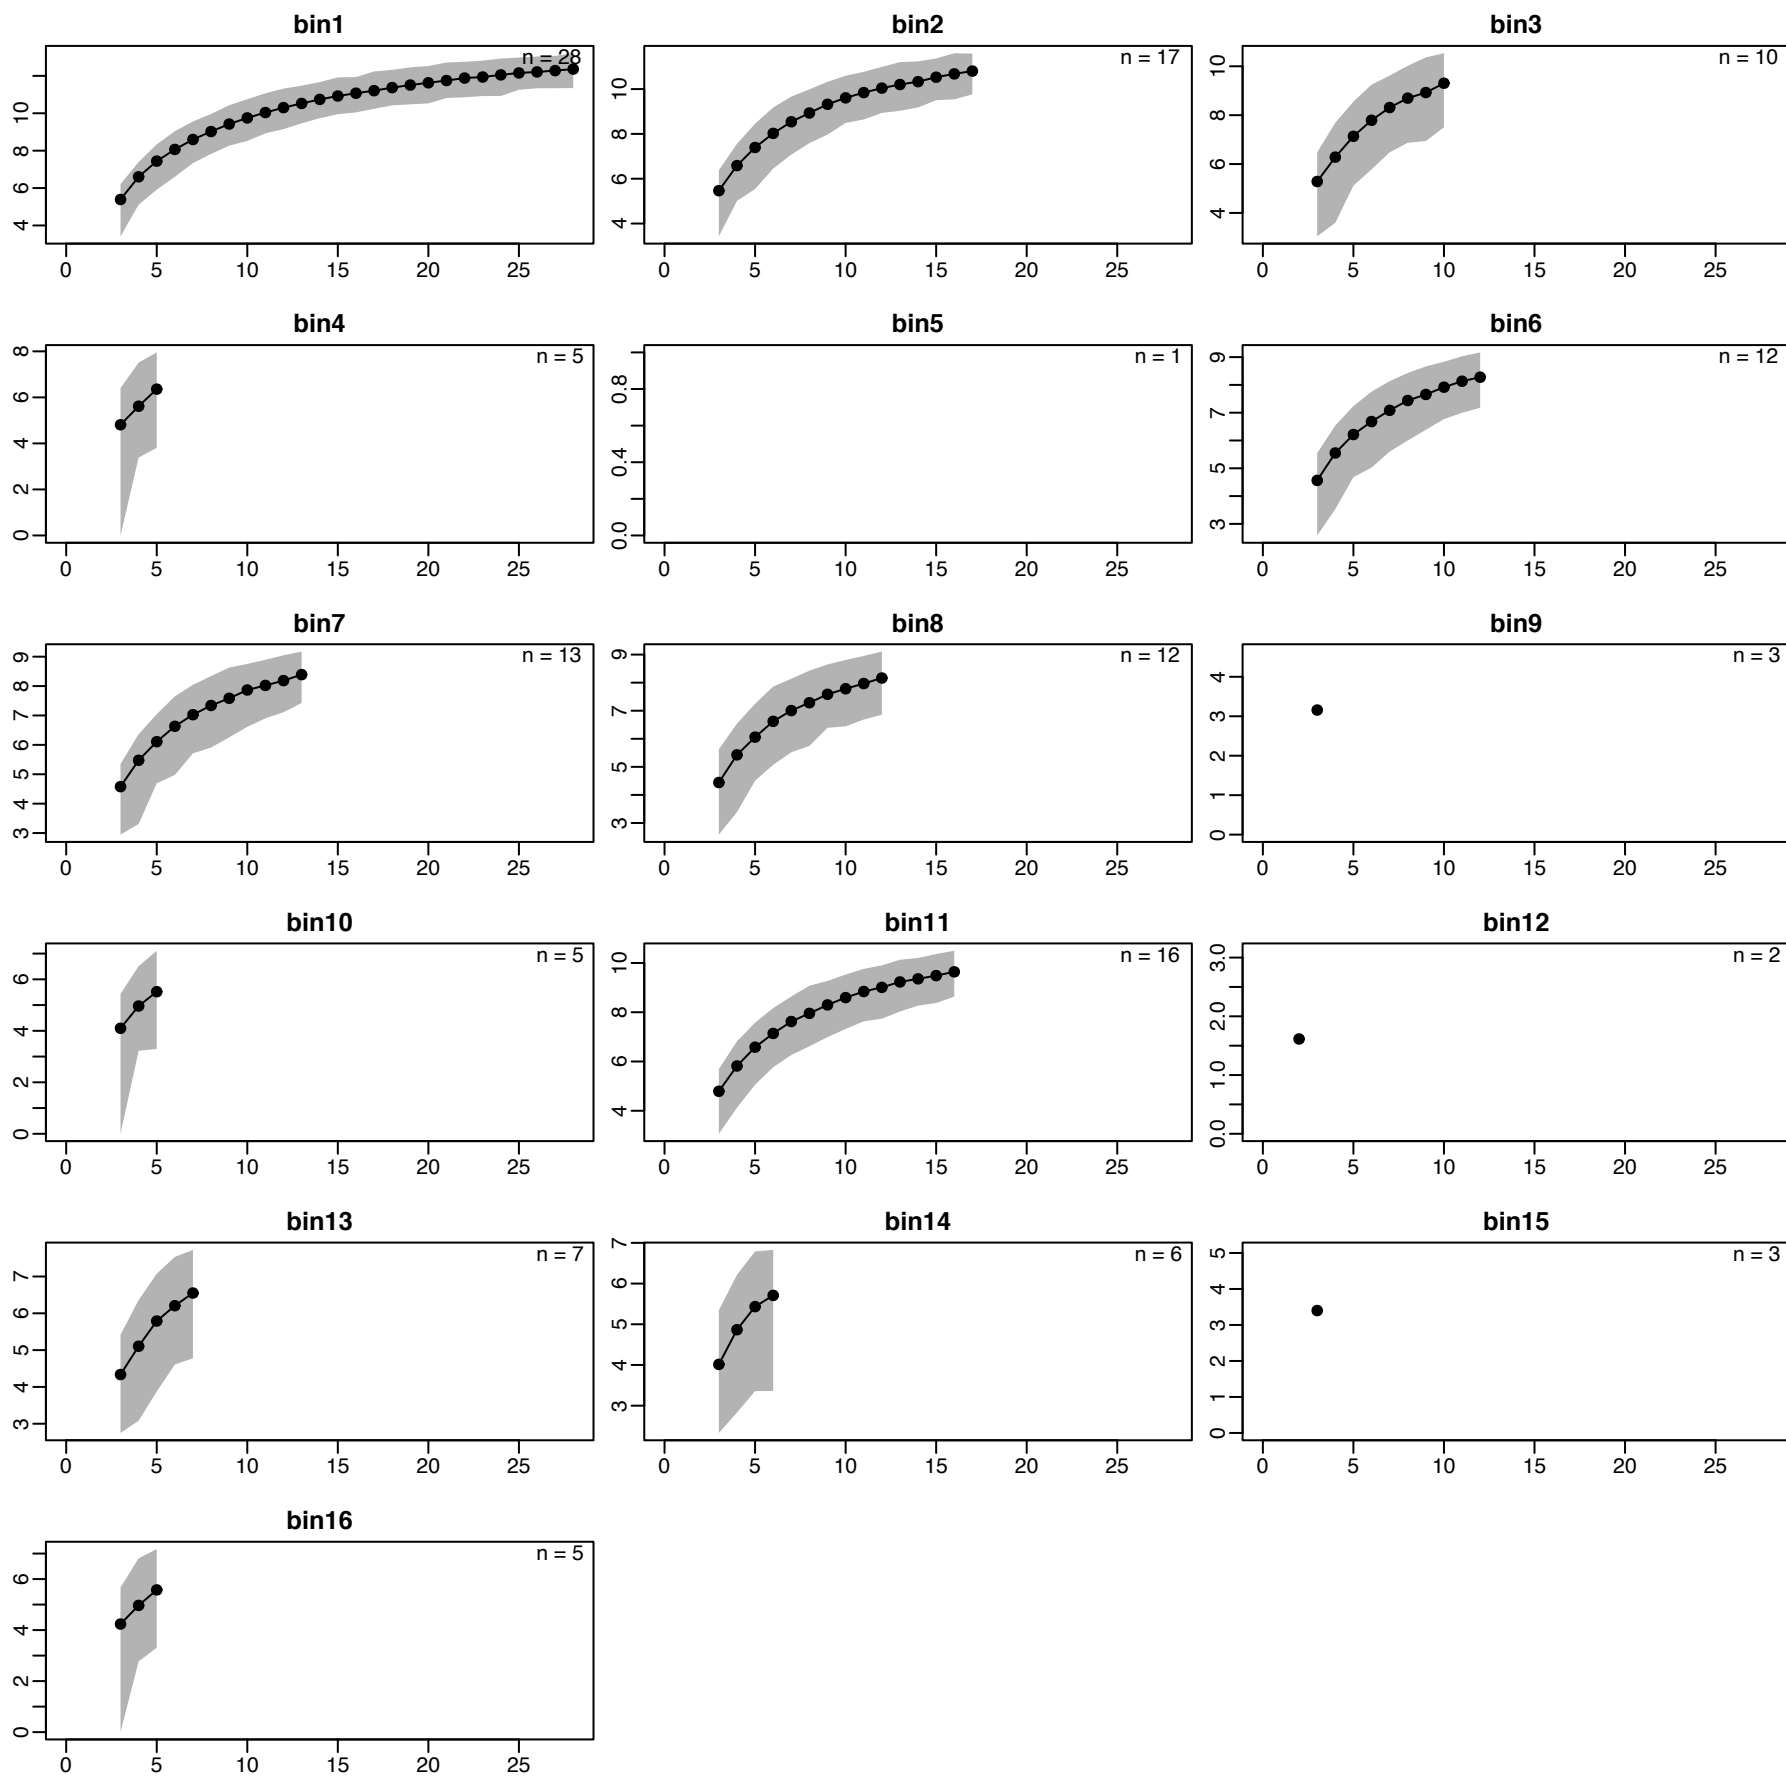 bin1 bin2 bin3
n = 28 n = 17 n = 10
4 6 8 10
4 6 8 10
4 6 8 10
0 5 10 15 20 25 0 5 10 15 20 25 0 5 10 15 20 25
bin4 bin5 bin6
n = 5 n = 1 n = 12
0 2 4 6 8
0.0 0.4 0.8
3 5 7 9
0 5 10 15 20 25 0 5 10 15 20 25 0 5 10 15 20 25
bin7 bin8 bin9
n = 13 n = 12 n = 3
3 4 5 6 7 8 9
3 5 7 9
0 1 2 3 4
0 5 10 15 20 25 0 5 10 15 20 25 0 5 10 15 20 25
bin10 bin11 bin12
n = 5 n = 16 n = 2
0 2 4 6
4 6 8 10
0.0 1.0 2.0 3.0
0 5 10 15 20 25 0 5 10 15 20 25 0 5 10 15 20 25
bin13 bin14 bin15
n = 7 n = 6 n = 3
3 4 5 6 7
3 4 5 6 7
0 1 2 3 4 5
0 5 10 15 20 25 0 5 10 15 20 25 0 5 10 15 20 25
bin16
n = 5
0 2 4 6
0 5 10 15 20 25